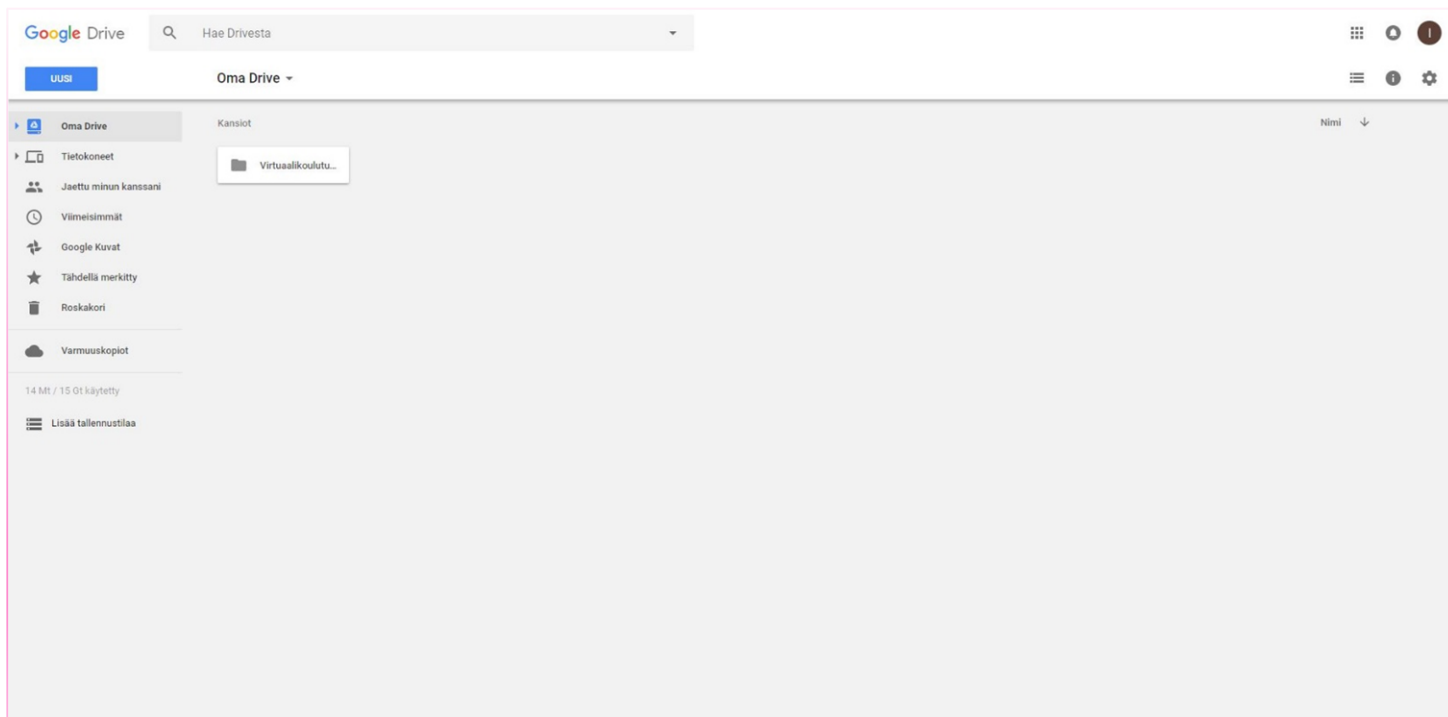 Google Drive
Hae Drivesta
I
UUSI
Oma Drive
Oma Drive
Tietokoneet
Jaettu minun kanssani
Viimeisimmät
Google Kuvat
Tähdellä merkitty
Roskakori
Varmuuskopiot
14 Mt / 15 Gt käytetty
Lisää tallennustilaa
Kansiot
Nimi
Virtuaalikoulutu...